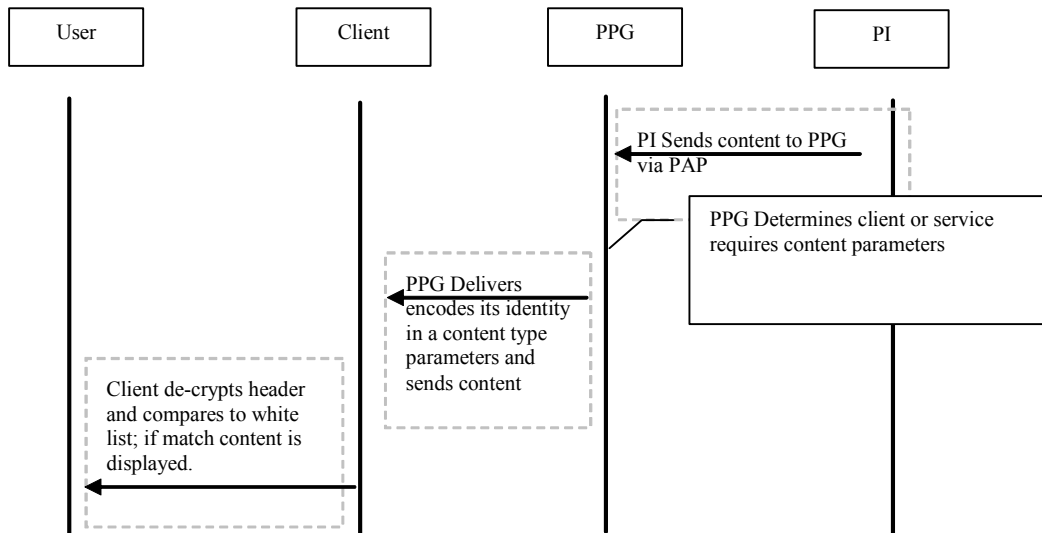 User
Client
PPG
PI
PI Sends content to PPG
via PAP
PPG Determines client or service
requires content parameters
PPG Delivers
encodes its identity
in a content type
parameters and
sends content
Client de-crypts header
and compares to white
list; if match content is
displayed.